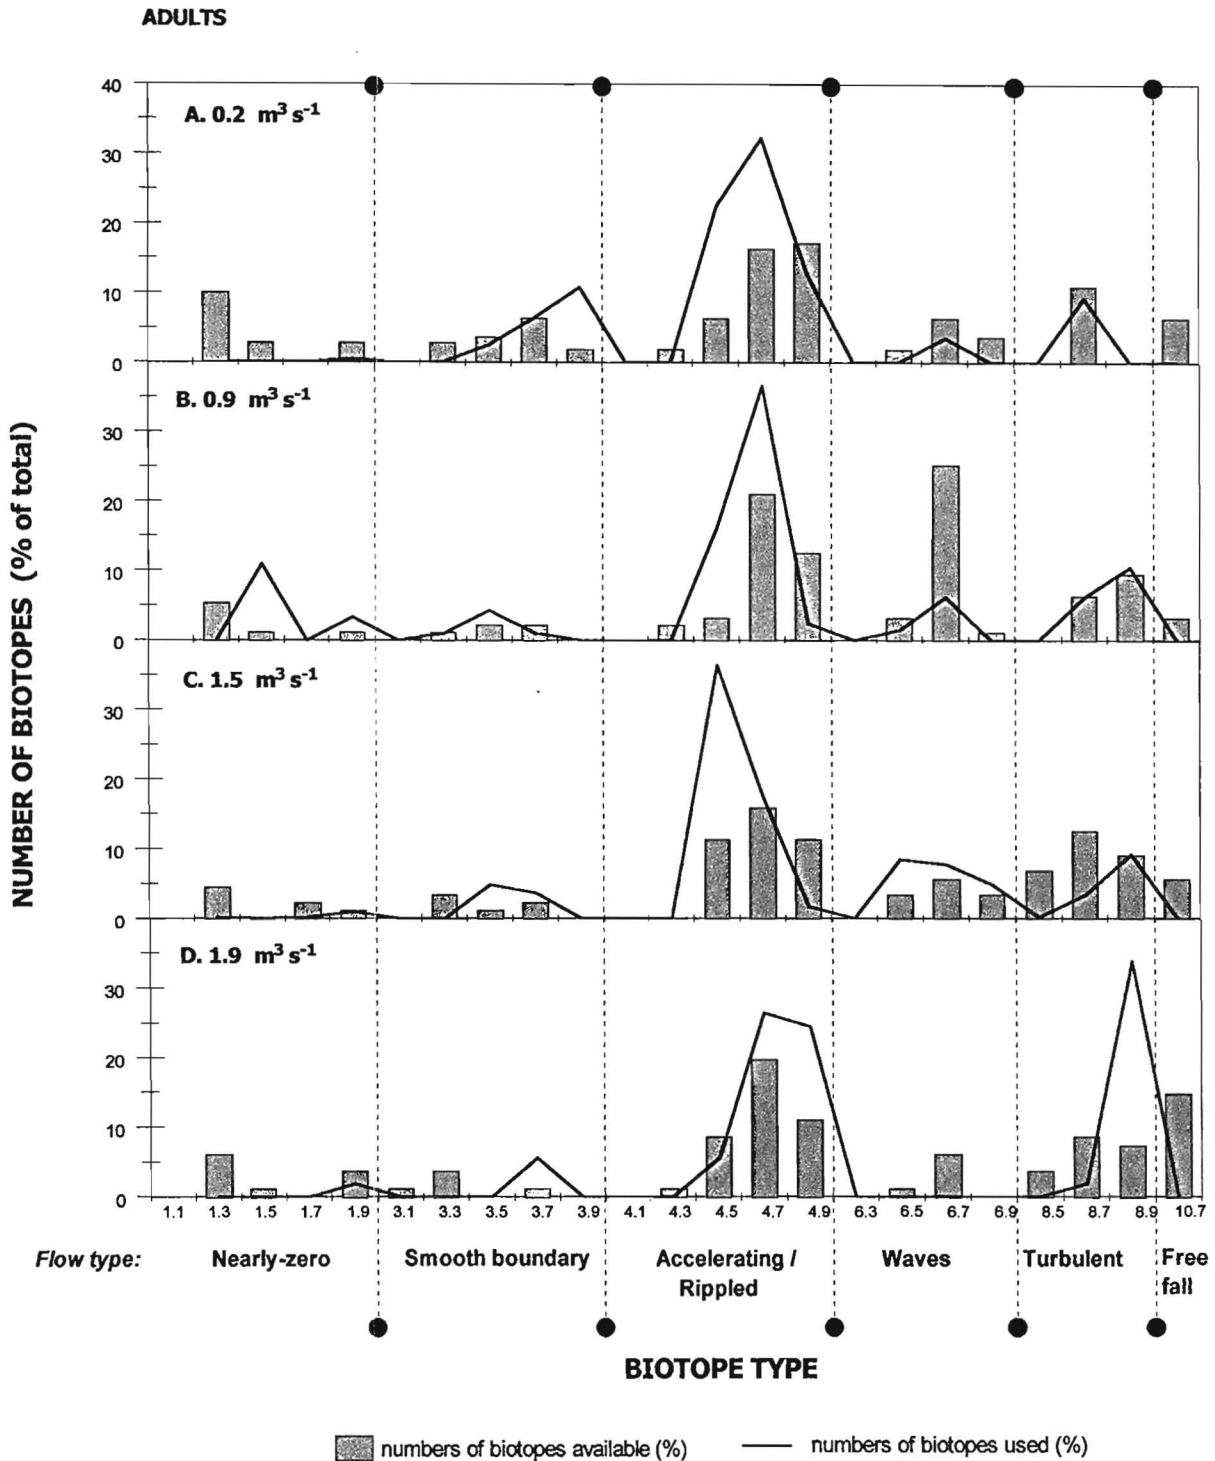 ADULTS
40
A. 0.2 m³ s⁻¹
30
20
10
0
B. 0.9 m³ s⁻¹
30
20
10
0
C. 1.5 m³ s⁻¹
30
20
10
0
D. 1.9 m³ s⁻¹
30
20
10
0
NUMBER OF BIOTOPES (% of total)
1.1 1.3 1.5 1.7 1.9 3.1 3.3 3.5 3.7 3.9 4.1 4.3 4.5 4.7 4.9 6.3 6.5 6.7 6.9 8.5 8.7 8.9 10.7
Flow type: Nearly-zero Smooth boundary Accelerating / Waves Turbulent Free
Rippled fall
BIOTOPE TYPE
numbers of biotopes available (%) numbers of biotopes used (%)